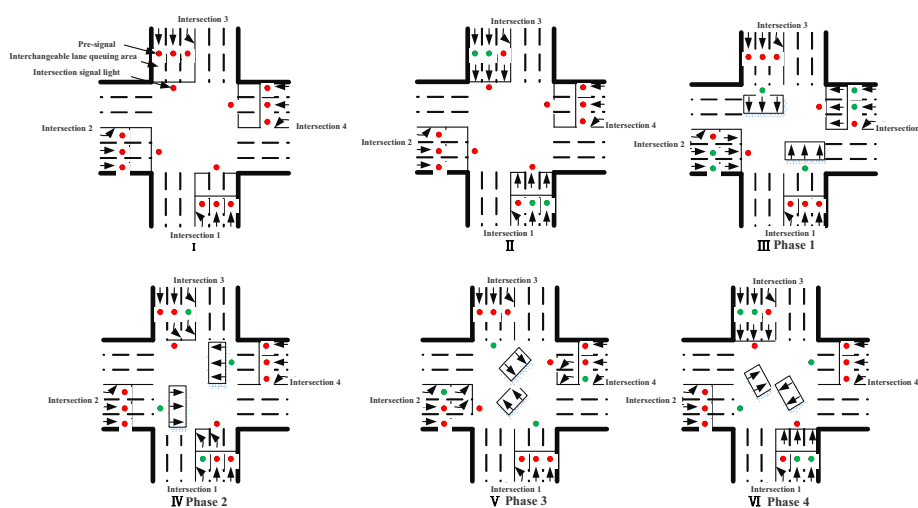 Intersection 3
Pre-signal
Interchangeable lane queuing area
Intersection signal light
Intersection 2
Intersection 4
Intersection 1
I
Intersection 3
Intersection 2
Intersection 4
Intersection 1
II
Intersection 3
Intersection 2
Intersection
Intersection 1
III Phase 1
Intersection 3
Intersection 2
Intersection 4
Intersection 1
IV Phase 2
Intersection 3
Intersection 2
Intersection 4
Intersection 1
V Phase 3
Intersection 3
Intersection 2
Intersection 4
Intersection 1
VI Phase 4